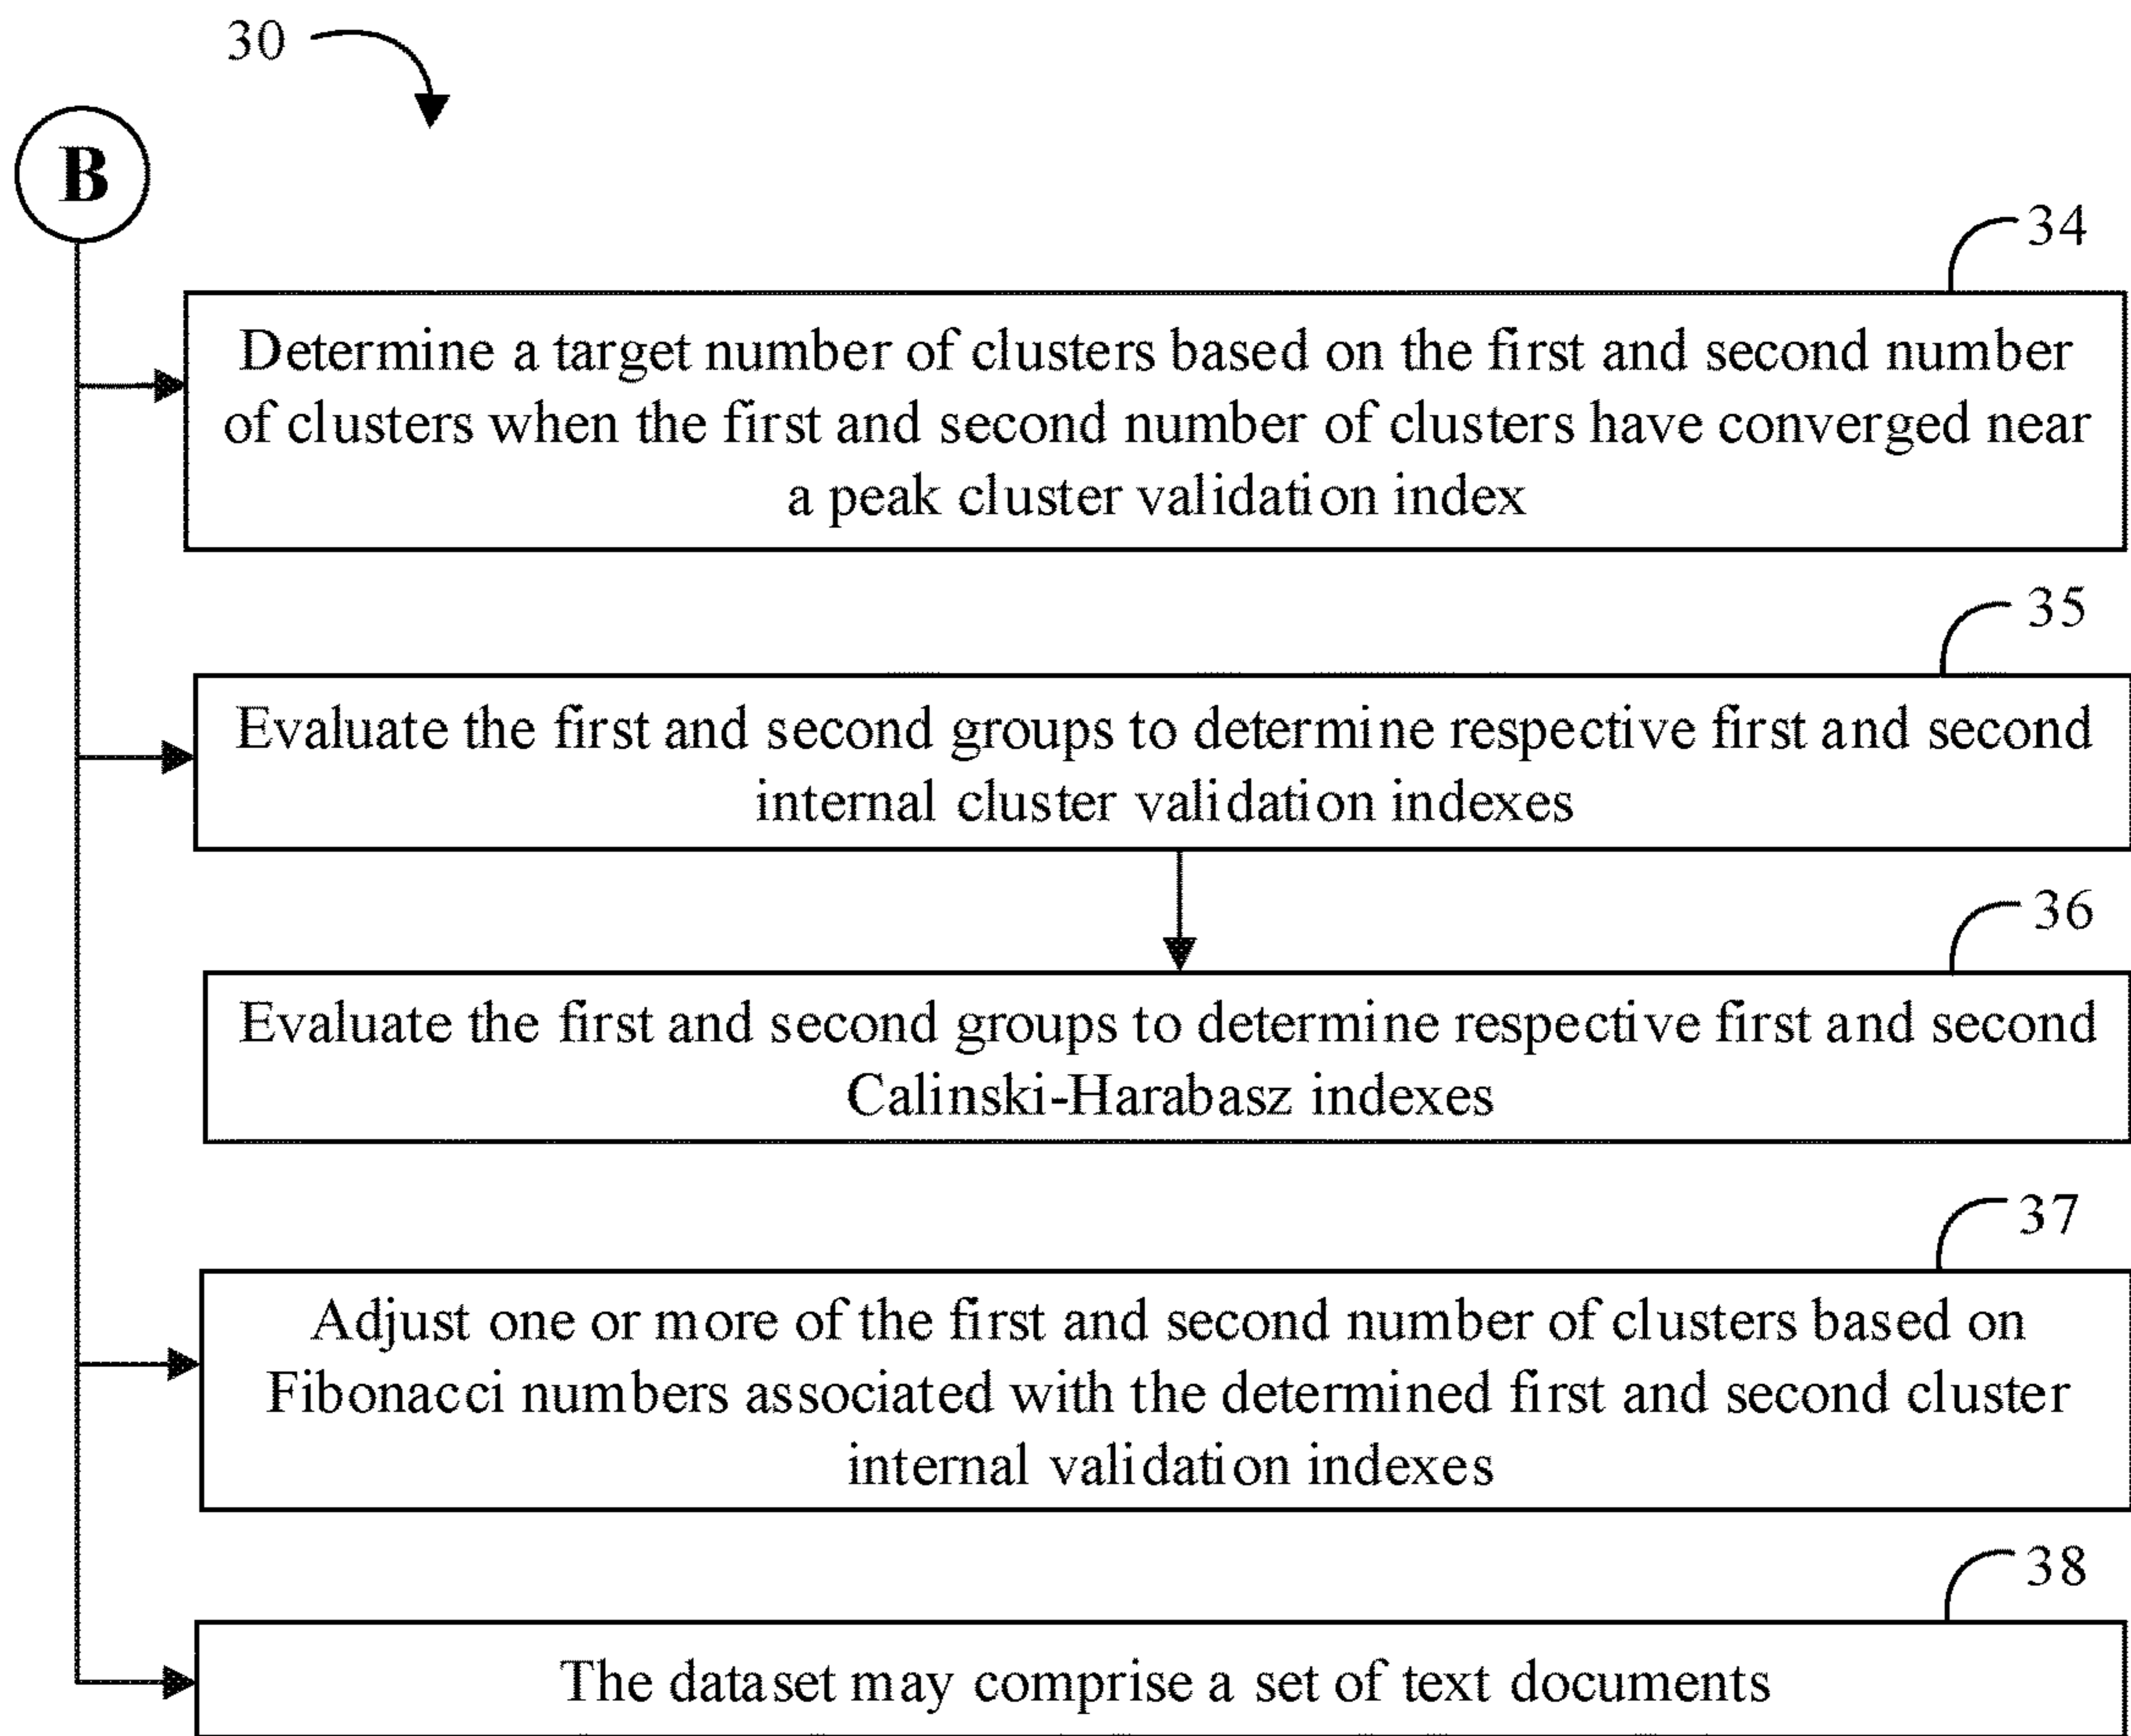 30
B
34
Determine a target number of clusters based on the first and second number
of clusters when the first and second number of clusters have converged near
a peak cluster validation index
35
Evaluate the first and second groups to determine respective first and second
internal cluster validation indexes
36
Evaluate the first and second groups to determine respective first and second
Calinski-Harabasz indexes
37
Adjust one or more of the first and second number of clusters based on
Fibonacci numbers associated with the determined first and second cluster
internal validation indexes
38
The dataset may comprise a set of text documents